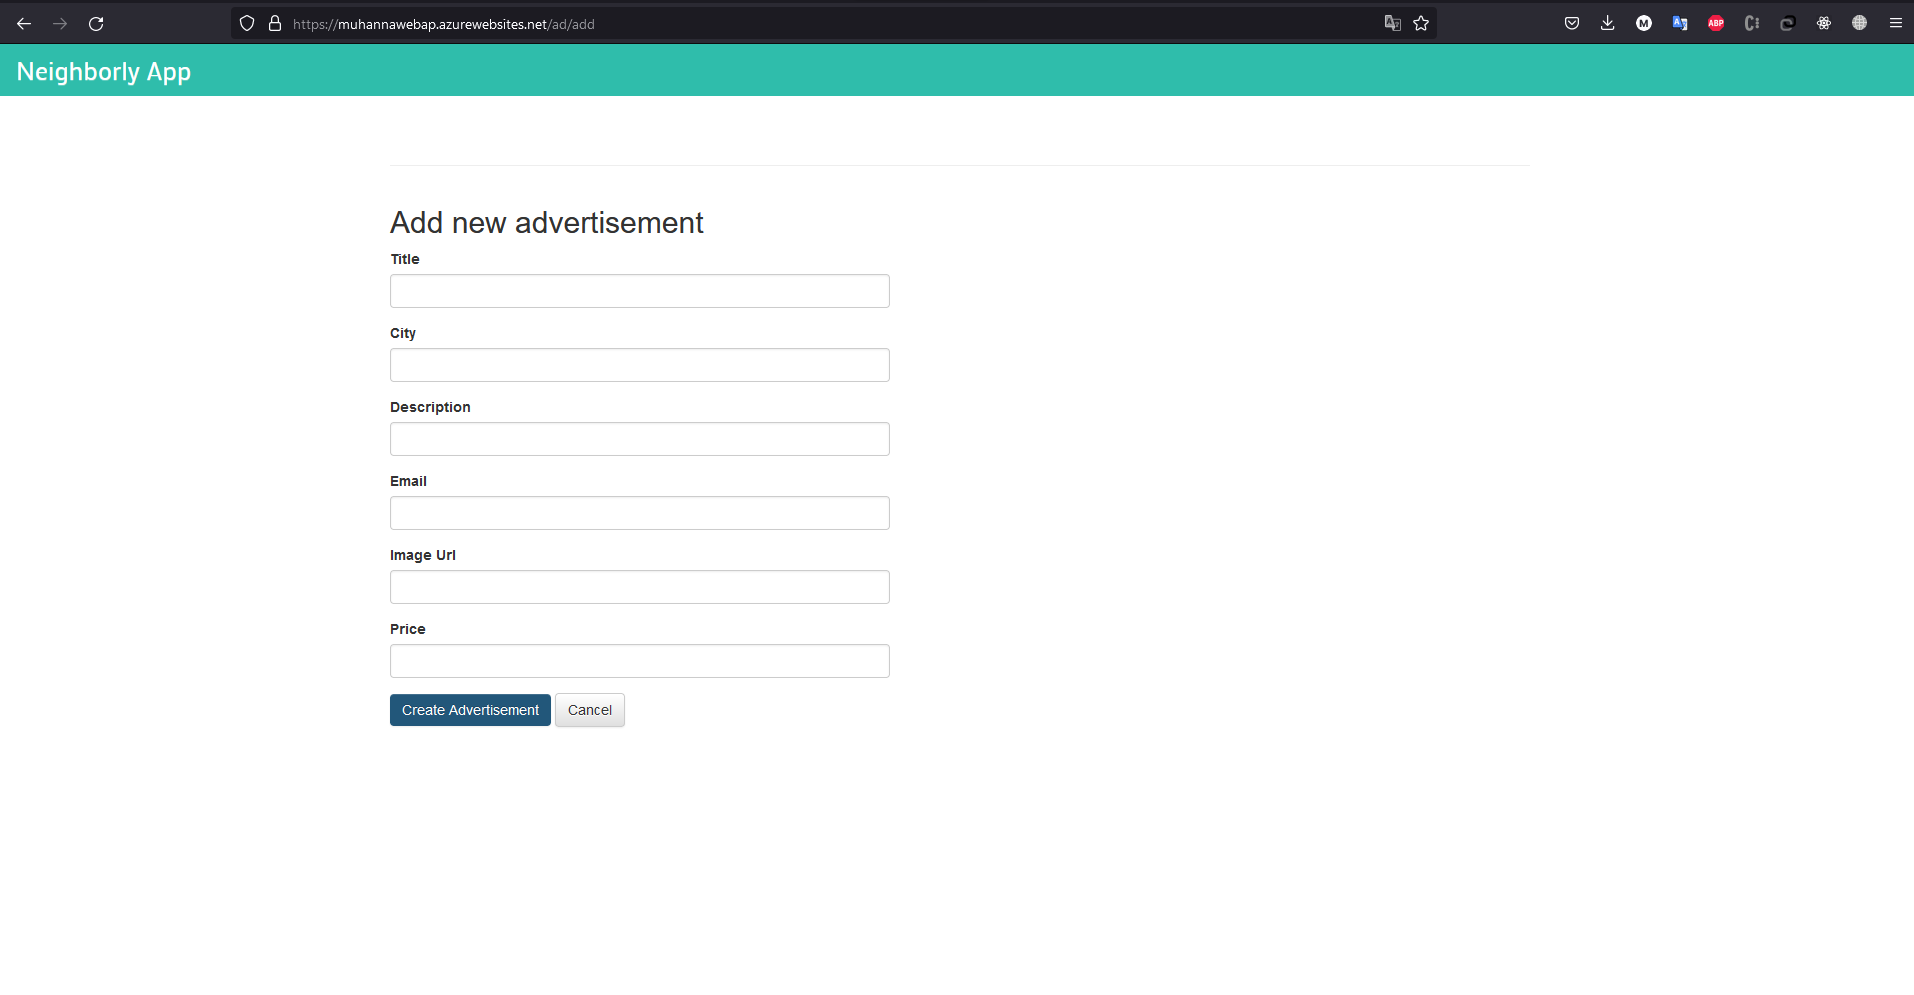 https://muhannawebap.azurewebsites.net/ad/add
M
ABP
Neighborly App
Add new advertisement
Title
City
Description
Email
Image Url
Price
Create Advertisement Cancel